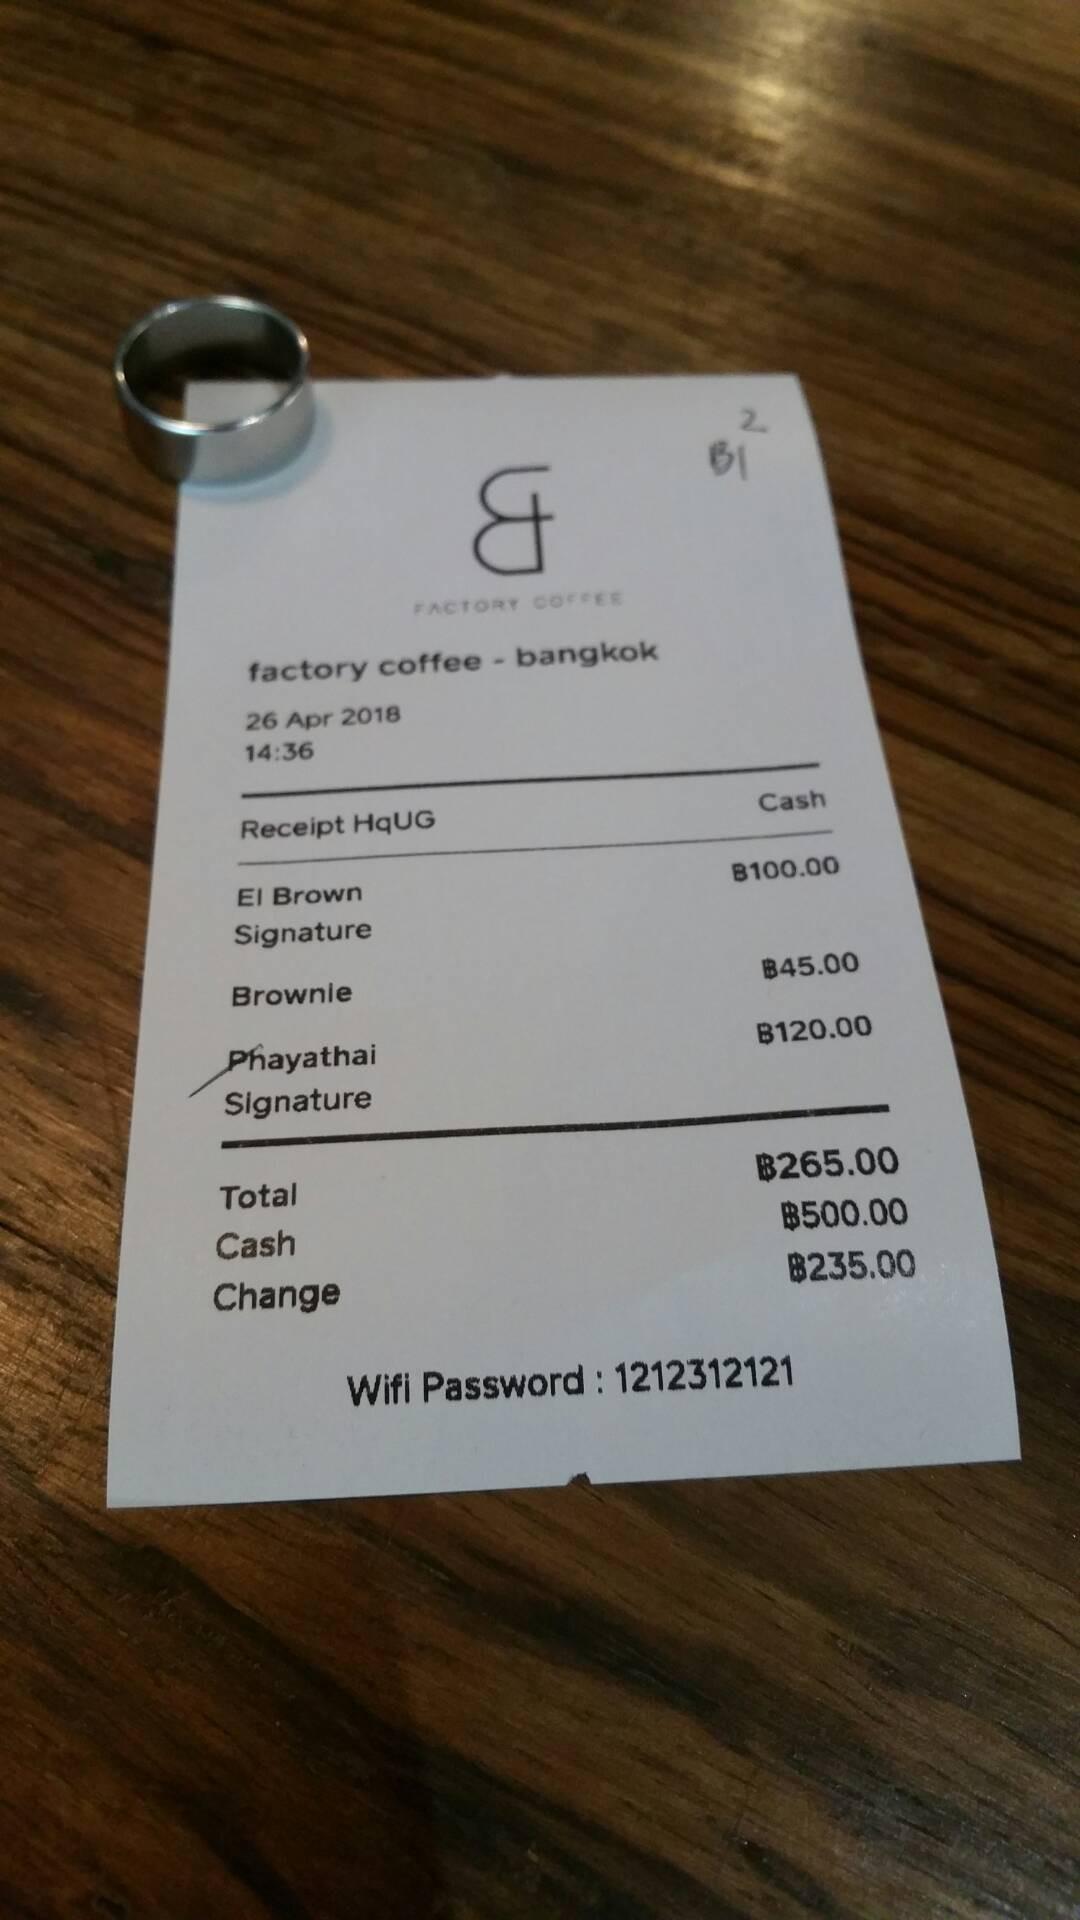 2
B1
FACTORY COFFEE
factory coffee - bangkok
26 Apr 2018
14:36
Receipt HqUG Cash
El Brown ฿100.00
Signature
Brownie ฿45.00
Phayathai ฿120.00
Signature
Total ฿265.00
Cash ฿500.00
Change ฿235.00
Wifi Password : 1212312121